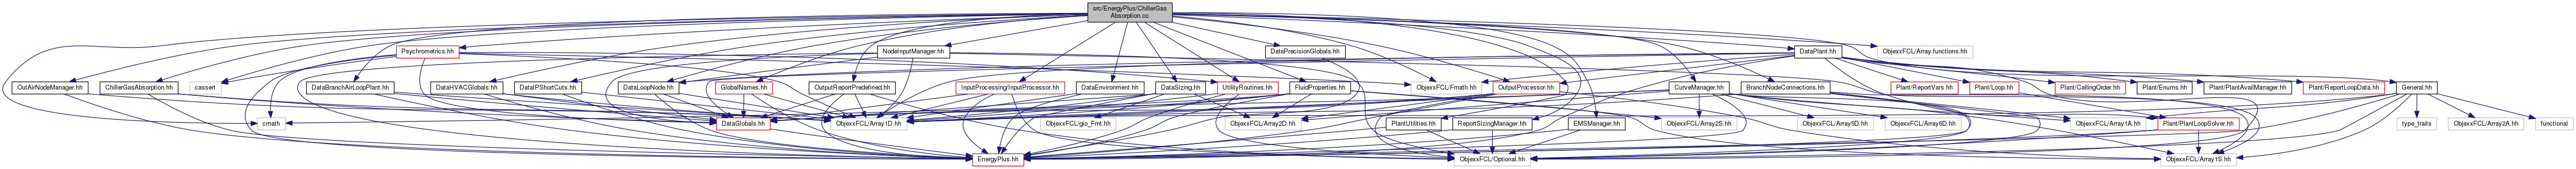 src/EnergyPlus/ChillerGas
Absorption.cc
Psychrometrics.hh
NodeInputManager.hh
DataPrecisionGlobals.hh
DataPlant.hh
ObjexxFCL/Array.functions.hh
OutAirNodeManager.hh
ChillerGasAbsorption.hh
cassert
DataBranchAirLoopPlant.hh
DataHVACGlobals.hh
DataIPShortCuts.hh
DataLoopNode.hh
GlobalNames.hh
OutputReportPredefined.hh
InputProcessing/InputProcessor.hh
DataEnvironment.hh
DataSizing.hh
UtilityRoutines.hh
FluidProperties.hh
ObjexxFCL/Fmath.hh
OutputProcessor.hh
CurveManager.hh
BranchNodeConnections.hh
Plant/ReportVars.hh
Plant/Loop.hh
Plant/CallingOrder.hh
Plant/Enums.hh
Plant/PlantAvailManager.hh
Plant/ReportLoopData.hh
General.hh
cmath
DataGlobals.hh
ObjexxFCL/Array1D.hh
ObjexxFCL/gio_Fmt.hh
ObjexxFCL/Array2D.hh
PlantUtilities.hh
ReportSizingManager.hh
EMSManager.hh
ObjexxFCL/Array2S.hh
ObjexxFCL/Array5D.hh
ObjexxFCL/Array6D.hh
ObjexxFCL/Array1A.hh
Plant/PlantLoopSolver.hh
type_traits
ObjexxFCL/Array2A.hh
functional
EnergyPlus.hh
ObjexxFCL/Optional.hh
ObjexxFCL/Array1S.hh